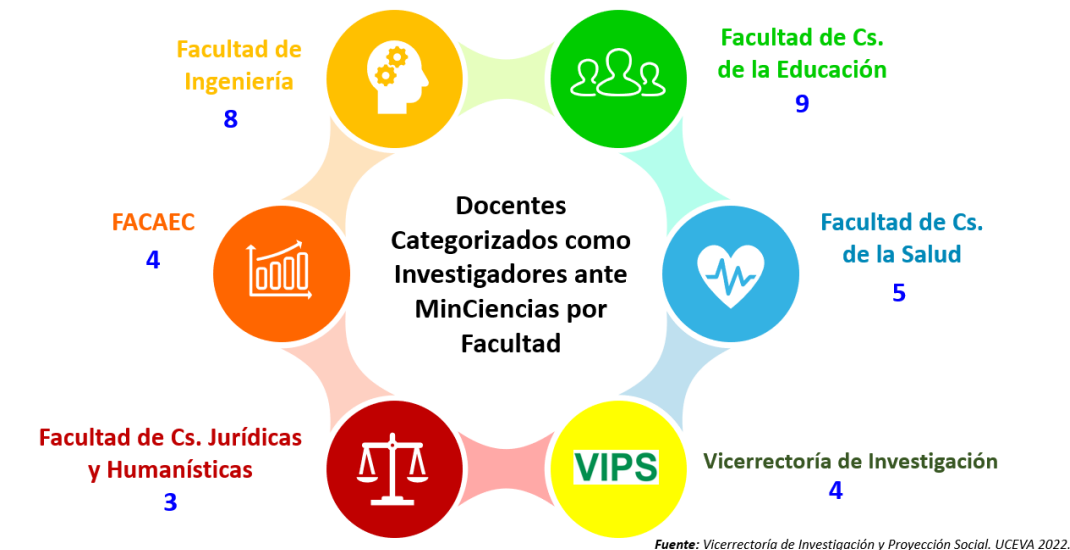 Facultad de
Ingeniería
8
Facultad de Cs.
de la Educación
9
FACAEC
4
Docentes
Categorizados como
Investigadores ante
MinCiencias por
Facultad
Facultad de Cs.
de la Salud
5
Facultad de Cs. Jurídicas
y Humanísticas
3
VIPS
Vicerrectoría de Investigación
4
Fuente: Vicerrectoría de Investigación y Proyección Social. UCEVA 2022.